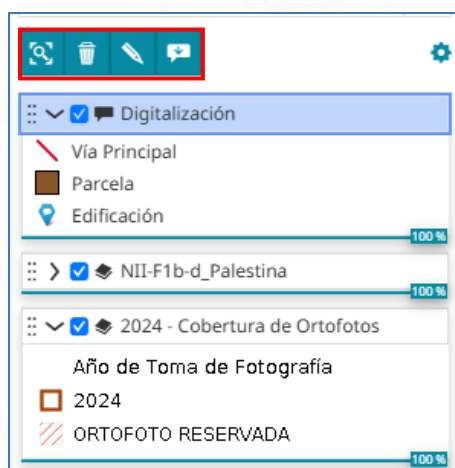 Digitalización
Vía Principal
Parcela
Edificación
100 %
NII-F1b-d_Palestina
100 %
2024 - Cobertura de Ortofotos
Año de Toma de Fotografía
2024
ORTOFOTO RESERVADA
100 %